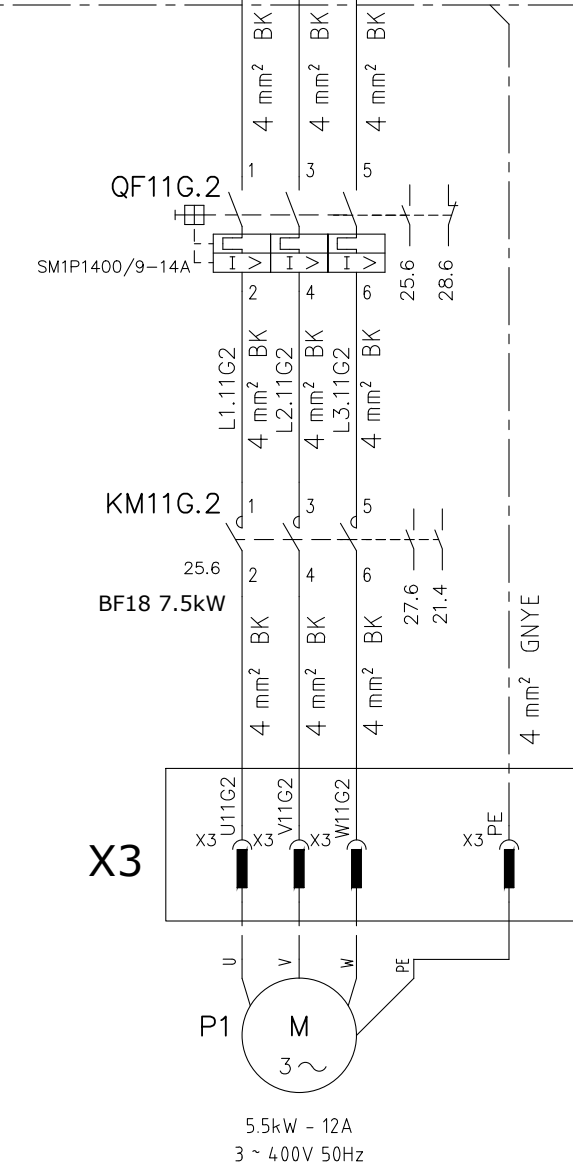 4 mm² BK
4 mm² BK
4 mm² BK
1 3 5
QF11G.2
SM1P1400/9-14A
I > I > I >
2 4 6
25.6
28.6
L1.11G2
4 mm² BK
L2.11G2
4 mm² BK
L3.11G2
4 mm² BK
KM11G.2
1 3 5
25.6
2 4 6
BF18 7.5kW
27.6
21.4
4 mm² BK
4 mm² BK
4 mm² BK
4 mm² GNYE
X3
X3 U11G2
X3 V11G2
X3 W11G2
X3 PE
U V W PE
P1
M
3~
5.5kW - 12A
3 ~ 400V 50Hz